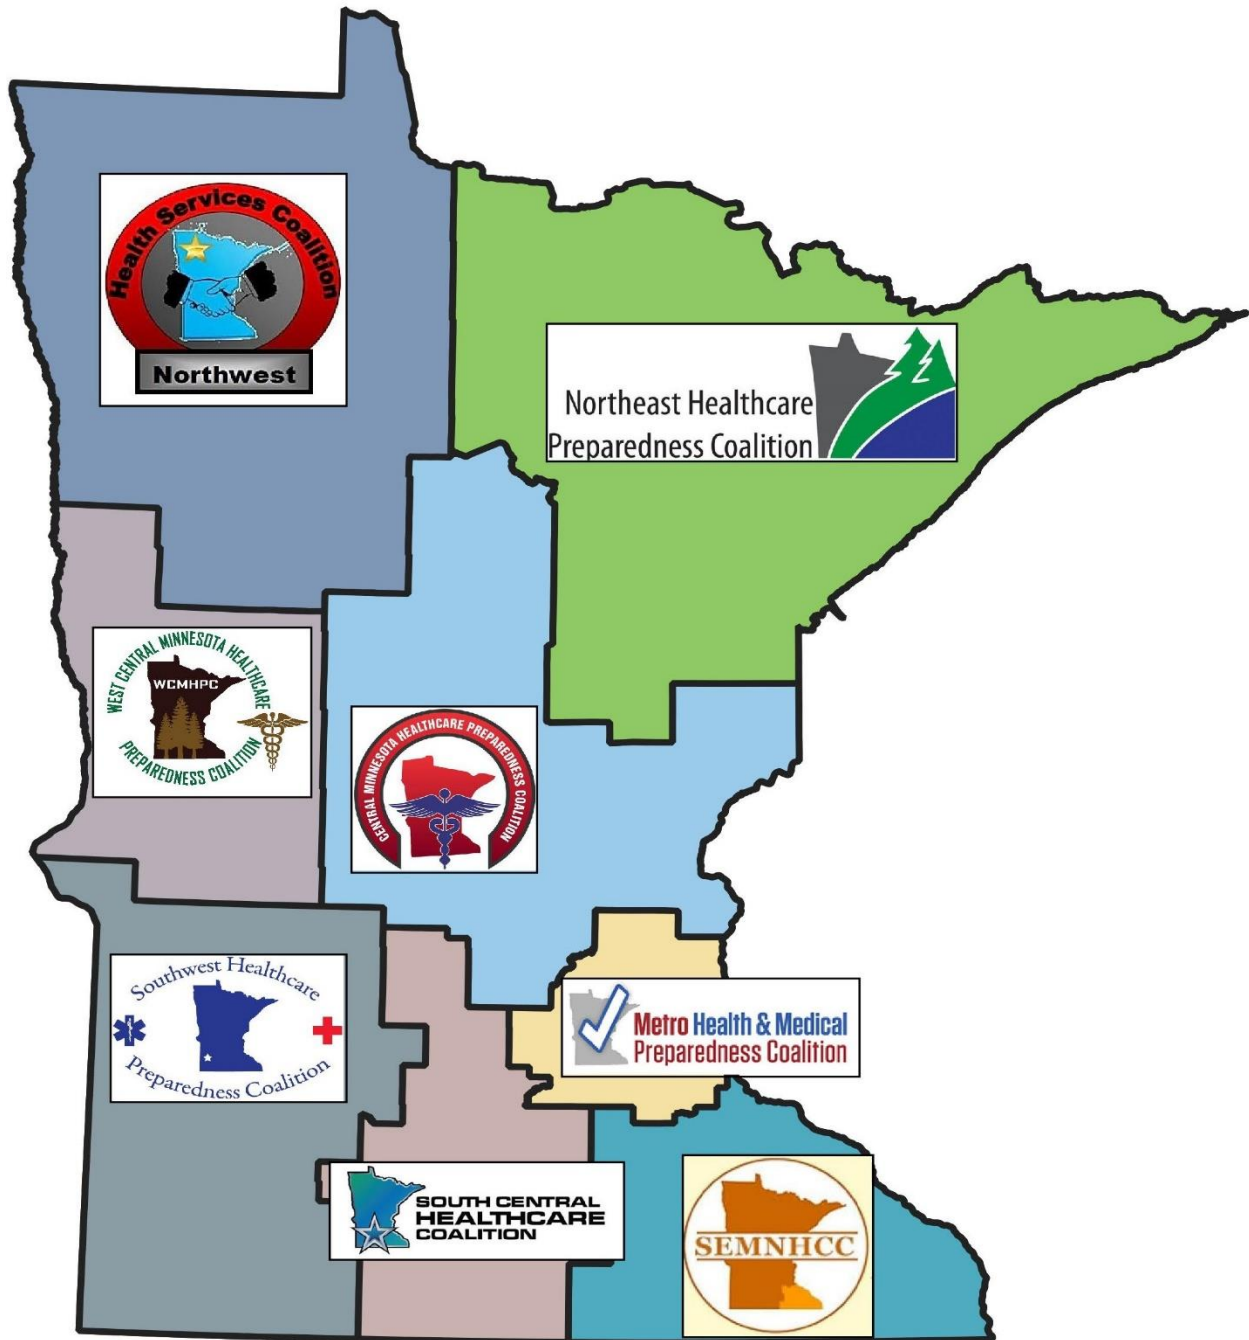 Health Services Coalition
Northwest
Northeast Healthcare
Preparedness Coalition
WEST CENTRAL MINNESOTA HEALTHCARE
WCMHPC
PREPAREDNESS COALITION
CENTRAL MINNESOTA HEALTHCARE PREPAREDNESS COALITION
Southwest Healthcare
Preparedness Coalition
Metro Health & Medical
Preparedness Coalition
SOUTH CENTRAL
HEALTHCARE
COALITION
SEMNHCC